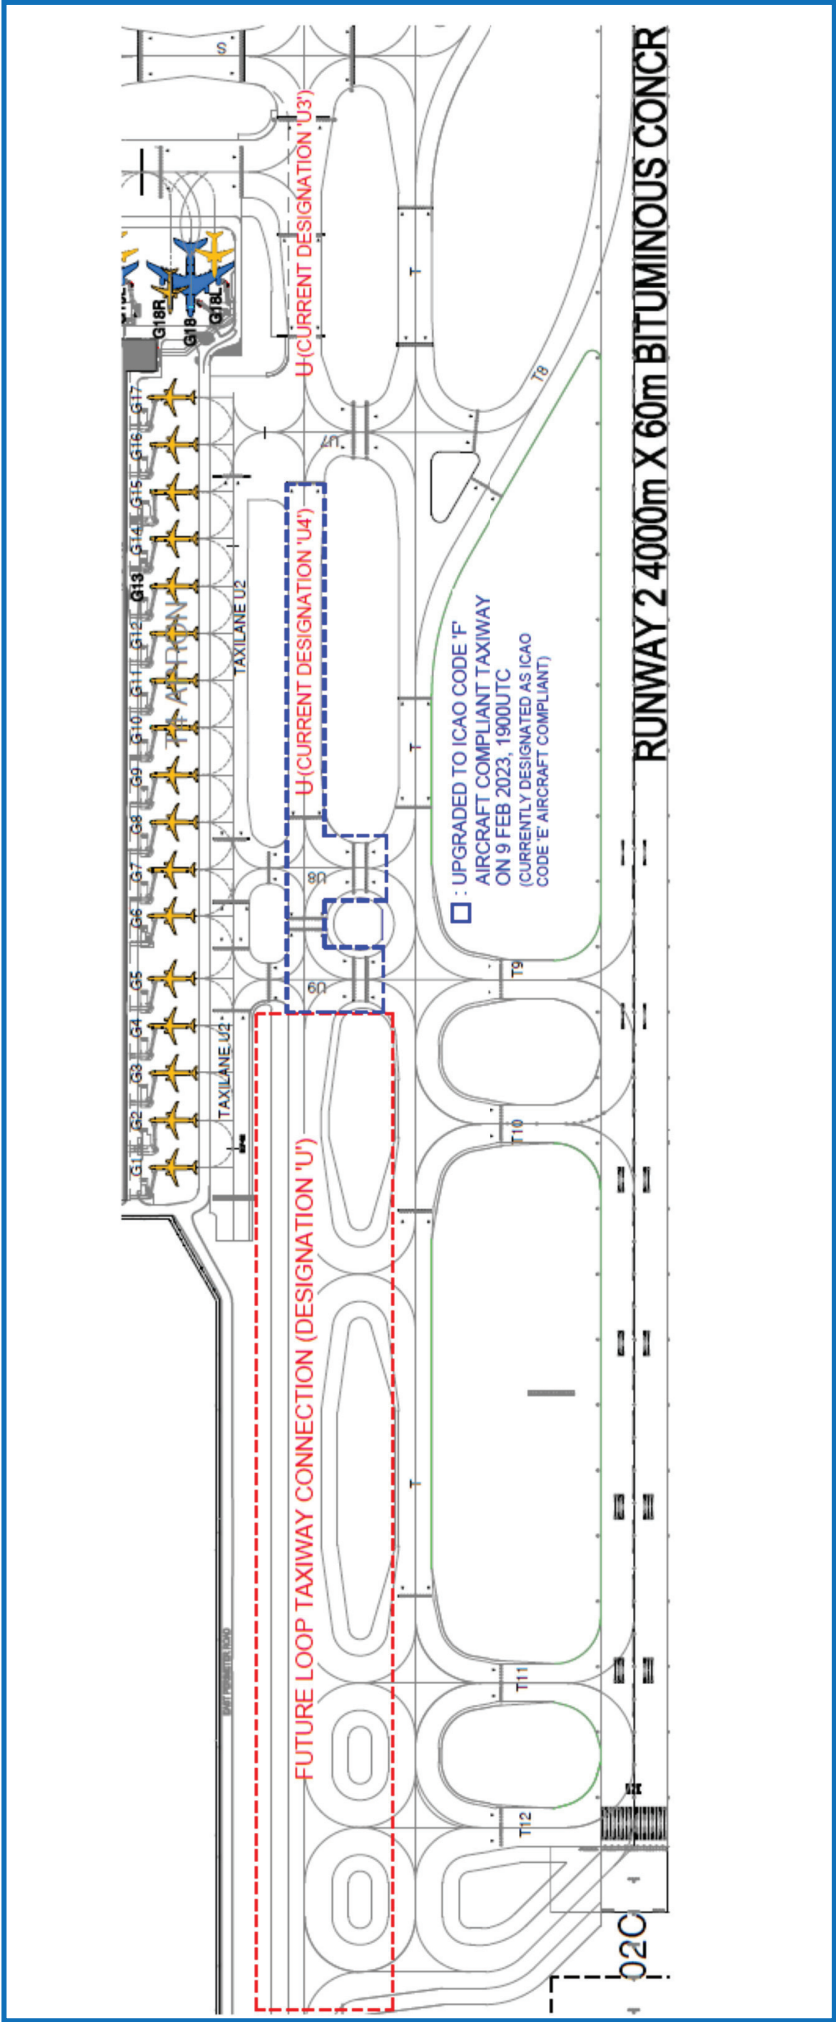 S
U-(CURRENT DESIGNATION 'U3')
T
G18R
G18
G18L
T8
G17
G16
G15
G14
G13
G12
G11
G10
G9
G8
G7
G6
G5
G4
G3
G2
G1
U7
TAXILANE U2
U-(CURRENT DESIGNATION 'U4')
T
RUNWAY 2 4000m X 60m BITUMINOUS CONCR
: UPGRADED TO ICAO CODE 'F'
AIRCRAFT COMPLIANT TAXIWAY
ON 9 FEB 2023, 1900UTC
(CURRENTLY DESIGNATED AS ICAO
CODE 'E' AIRCRAFT COMPLIANT)
U8
U9
T9
TAXILANE U2
T10
FUTURE LOOP TAXIWAY CONNECTION (DESIGNATION 'U')
T
EAST PERIMETER ROAD
T11
T12
02C